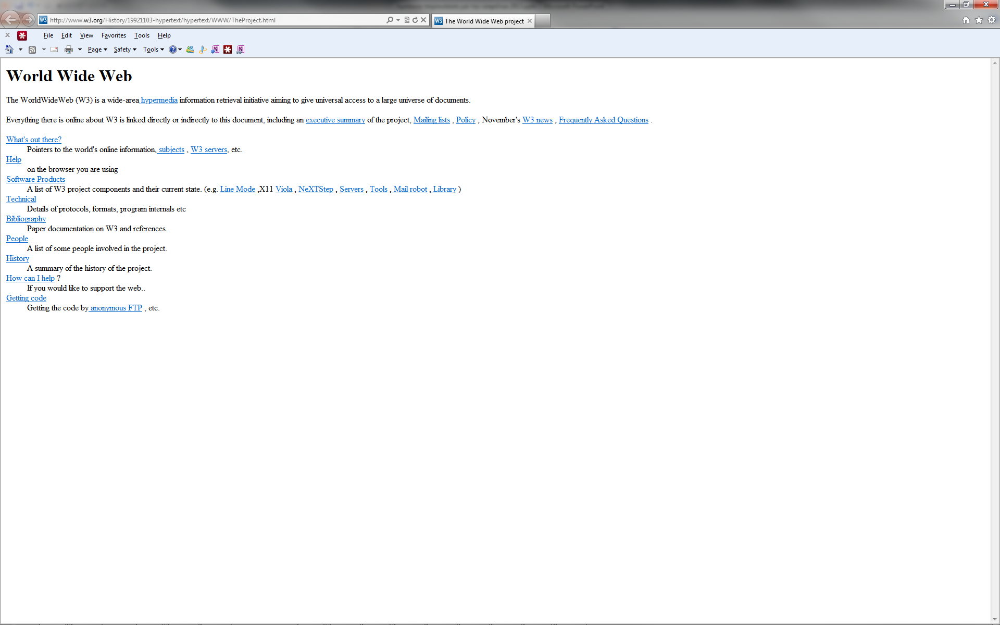 http://www.w3.org/History/19921103-hypertext/hypertext/WWW/TheProject.html
W3 The World Wide Web project
File Edit View Favorites Tools Help
Page Safety Tools
World Wide Web
The WorldWideWeb (W3) is a wide-area hypermedia information retrieval initiative aiming to give universal access to a large universe of documents.
Everything there is online about W3 is linked directly or indirectly to this document, including an executive summary of the project, Mailing lists , Policy , November's W3 news , Frequently Asked Questions .
What's out there?
Pointers to the world's online information, subjects , W3 servers, etc.
Help
on the browser you are using
Software Products
A list of W3 project components and their current state. (e.g. Line Mode ,X11 Viola , NeXTStep , Servers , Tools , Mail robot , Library )
Technical
Details of protocols, formats, program internals etc
Bibliography
Paper documentation on W3 and references.
People
A list of some people involved in the project.
History
A summary of the history of the project.
How can I help ?
If you would like to support the web..
Getting code
Getting the code by anonymous FTP , etc.